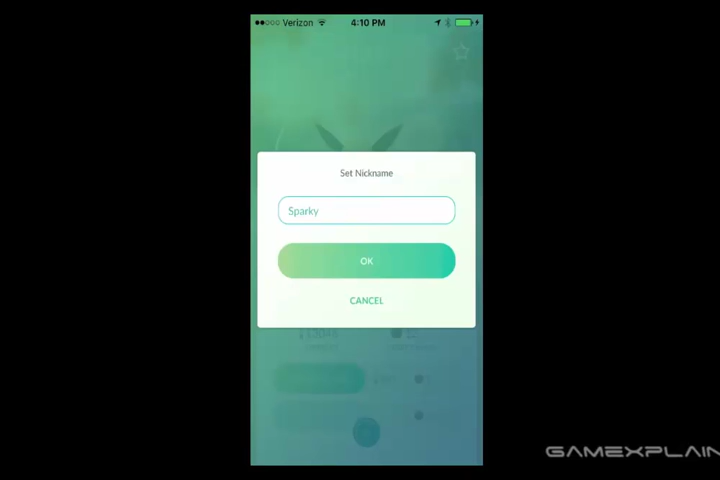 Verizon 4:10 PM
Set Nickname
Sparky
OK
CANCEL
GAMEXPLAIN